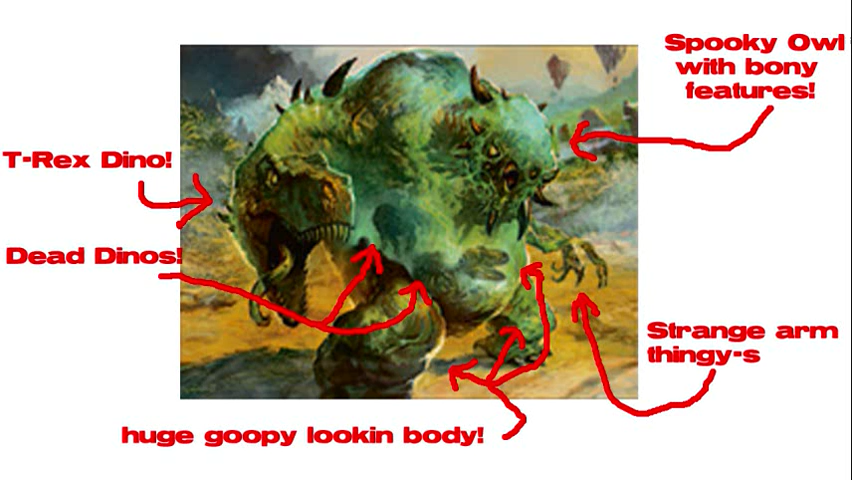 Spooky Owl
with bony
features!
T-Rex Dino!
Dead Dinos!
Strange arm
thingy-s
huge goopy lookin body!